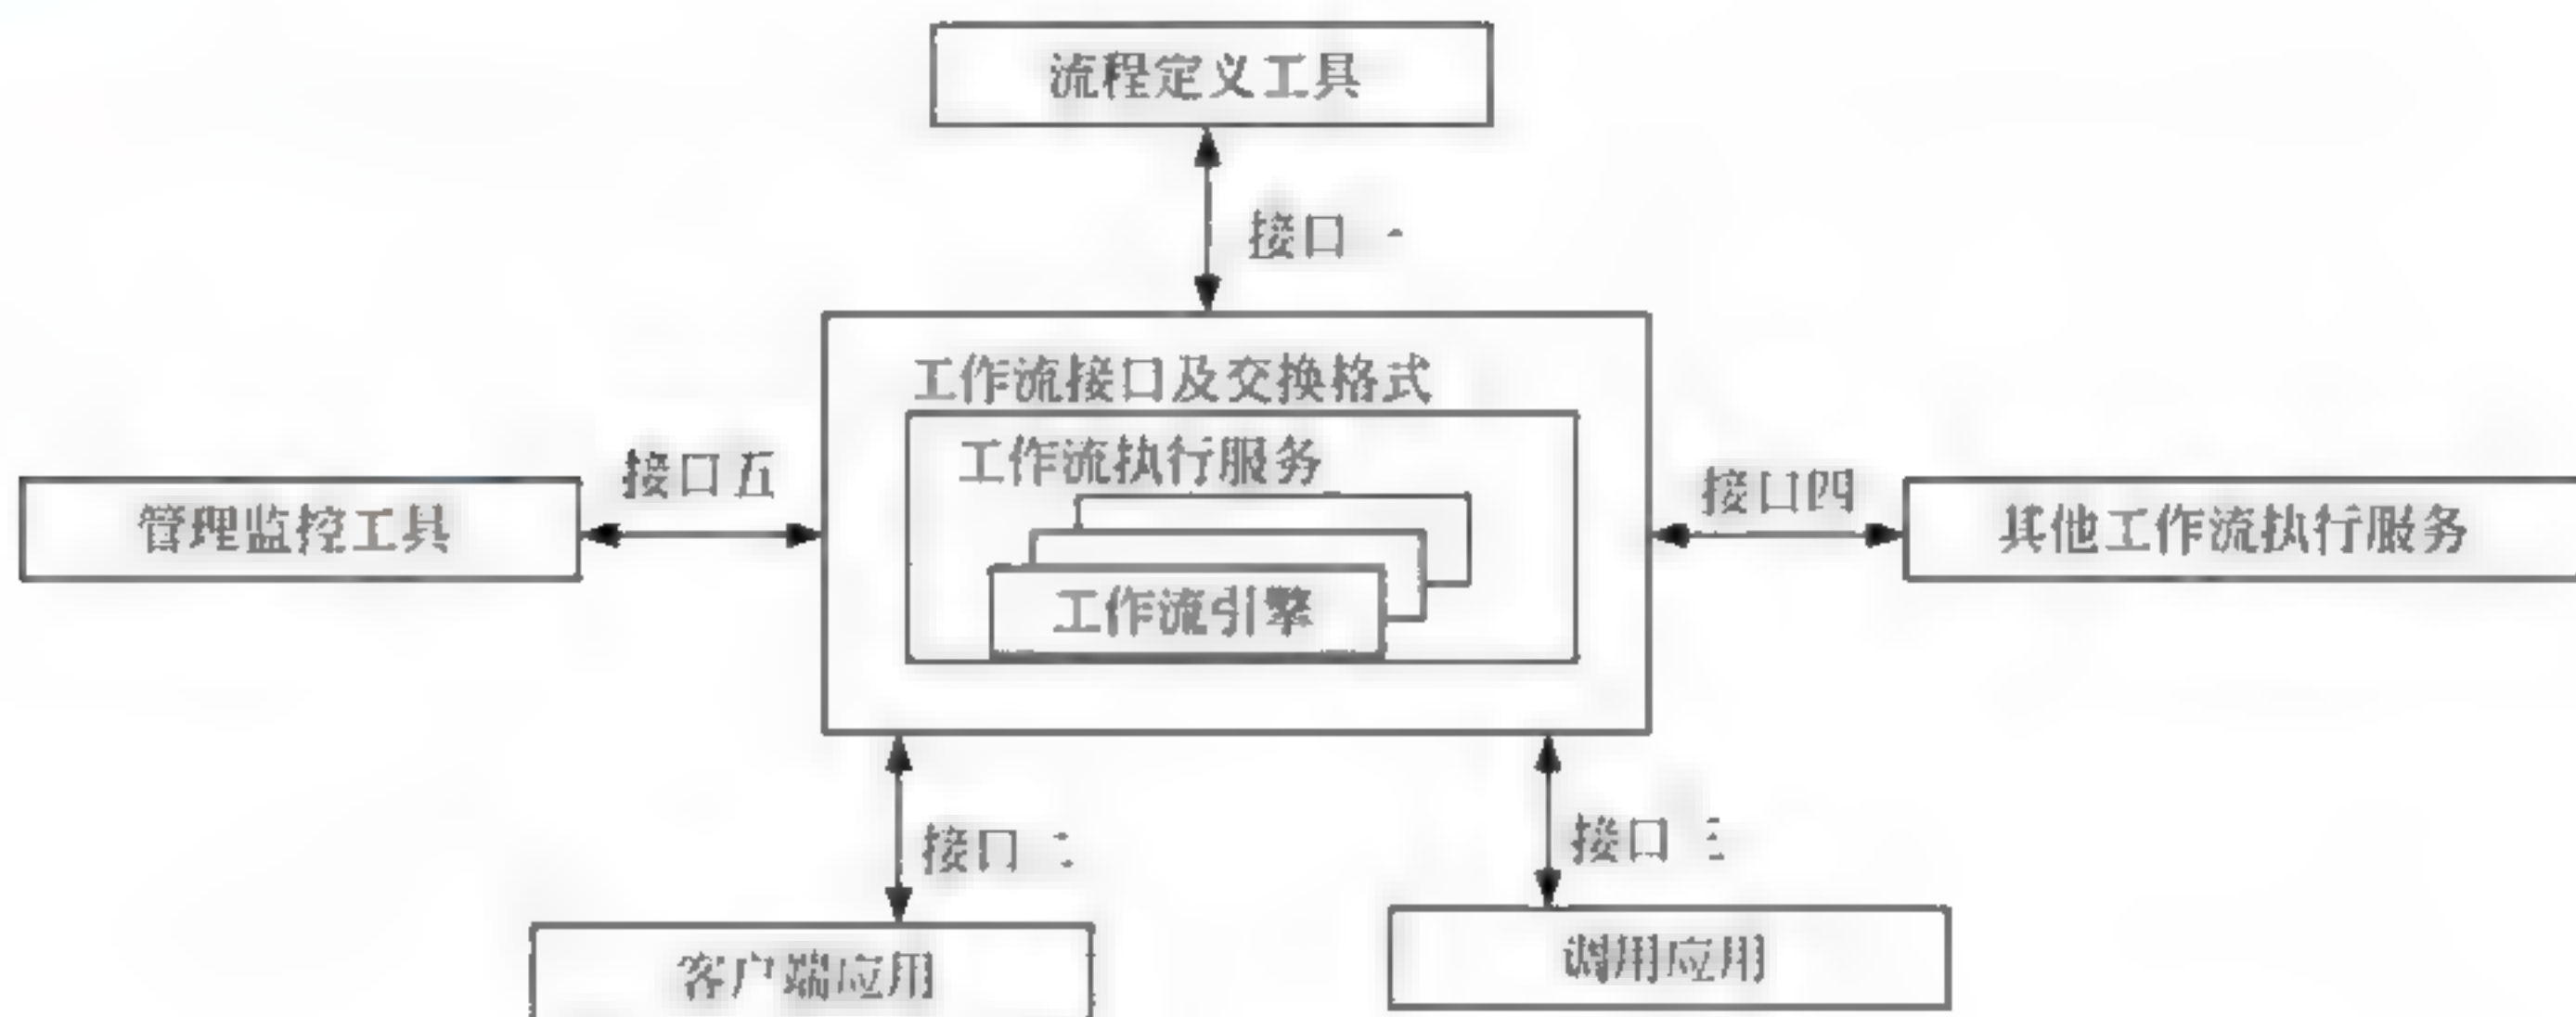 流程定义工具
接口一
工作流接口及交换格式
工作流执行服务
接口五
接口四
管理监控工具
其他工作流执行服务
工作流引擎
接口二
接口三
客户端应用
调用应用